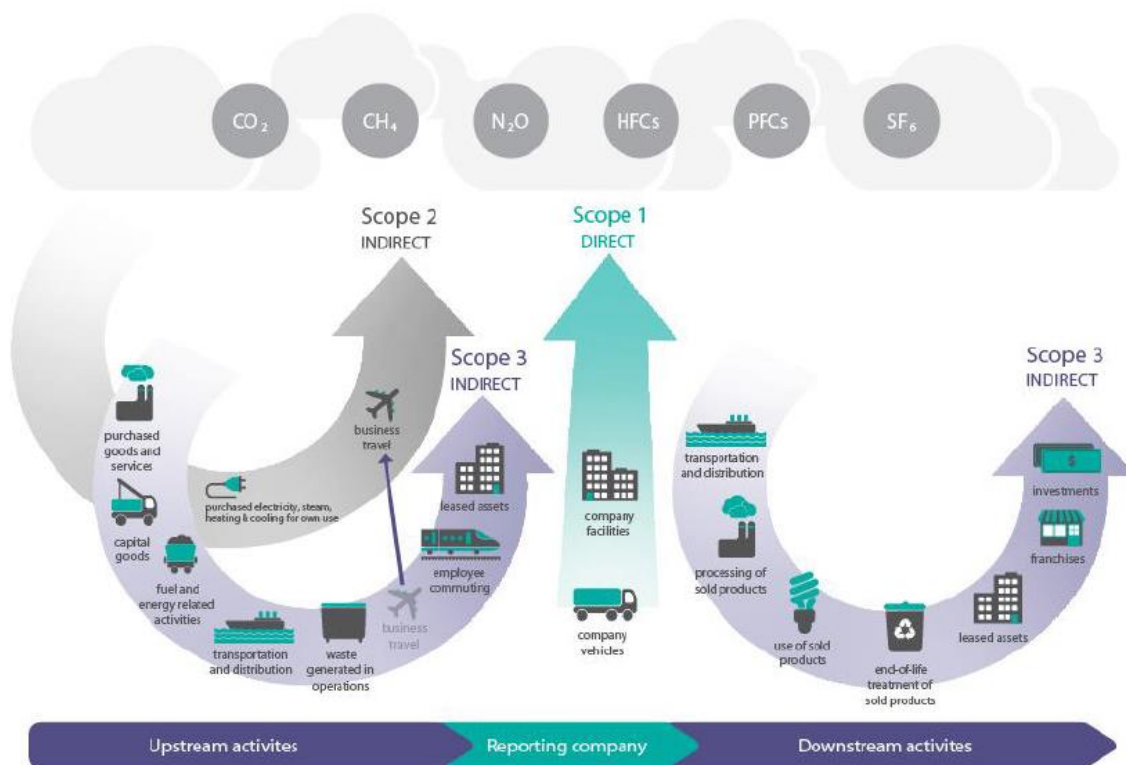 CO₂
CH₄
N₂O
HFCs
PFCs
SF₆
Scope 2
INDIRECT
Scope 1
DIRECT
Scope 3
INDIRECT
Scope 3
INDIRECT
purchased
goods and
services
capital
goods
fuel and
energy related
activities
purchased electricity, steam,
heating & cooling for own use
transportation
and distribution
waste
generated in
operations
business
travel
business
travel
employee
commuting
leased assets
company
facilities
company
vehicles
transportation
and distribution
processing of
sold products
use of sold
products
end-of-life
treatment of
sold products
leased assets
franchises
investments
$
Upstream activites
Reporting company
Downstream activites